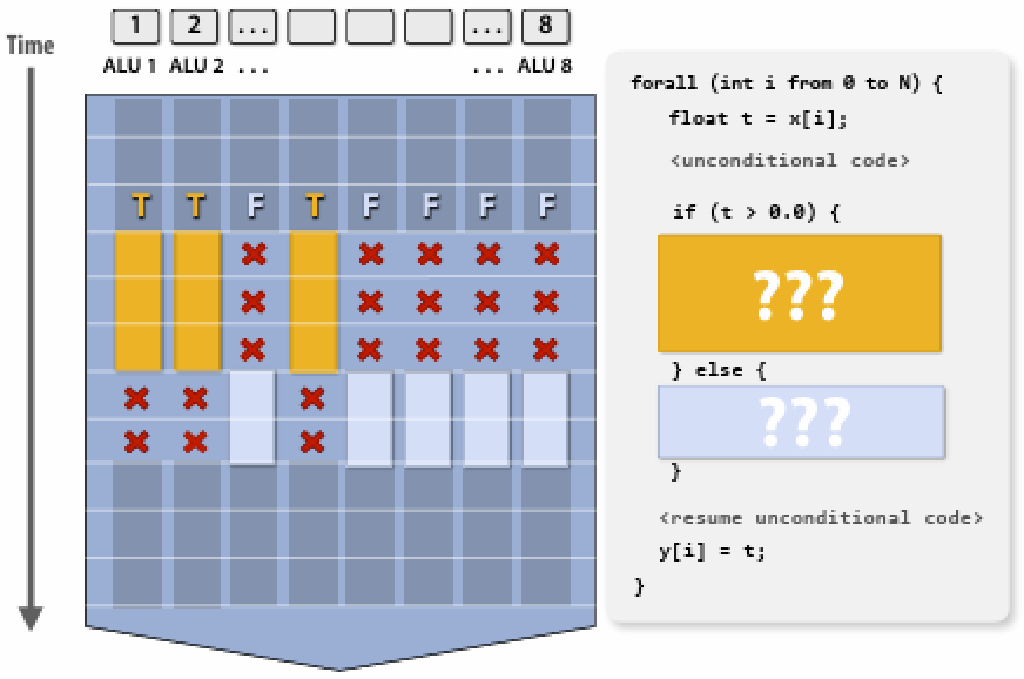 1 2 ... ... 8
Time
ALU 1 ALU 2 ... ... ALU 8
T T F T F F F F
forall (int i from 0 to N) {
float t = x[i];
<unconditional code>
if (t > 0.0) {
???
} else {
???
}
<resume unconditional code>
y[i] = t;
}